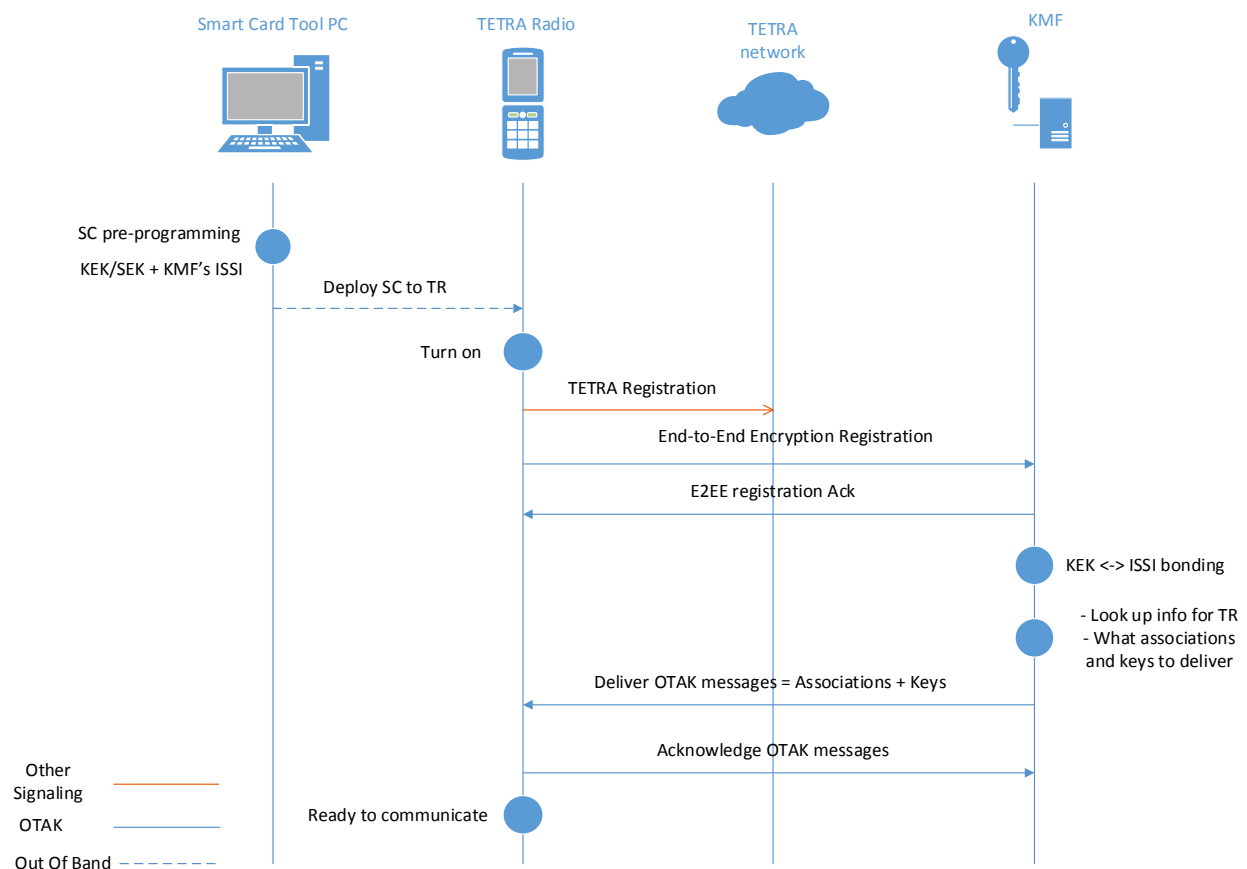 Smart Card Tool PC
TETRA Radio
TETRA
network
KMF
SC pre-programming
KEK/SEK + KMF's ISSI
Deploy SC to TR
Turn on
TETRA Registration
End-to-End Encryption Registration
E2EE registration Ack
KEK <-> ISSI bonding
- Look up info for TR
- What associations
and keys to deliver
Deliver OTAK messages = Associations + Keys
Acknowledge OTAK messages
Ready to communicate
Other
Signaling
OTAK
Out Of Band